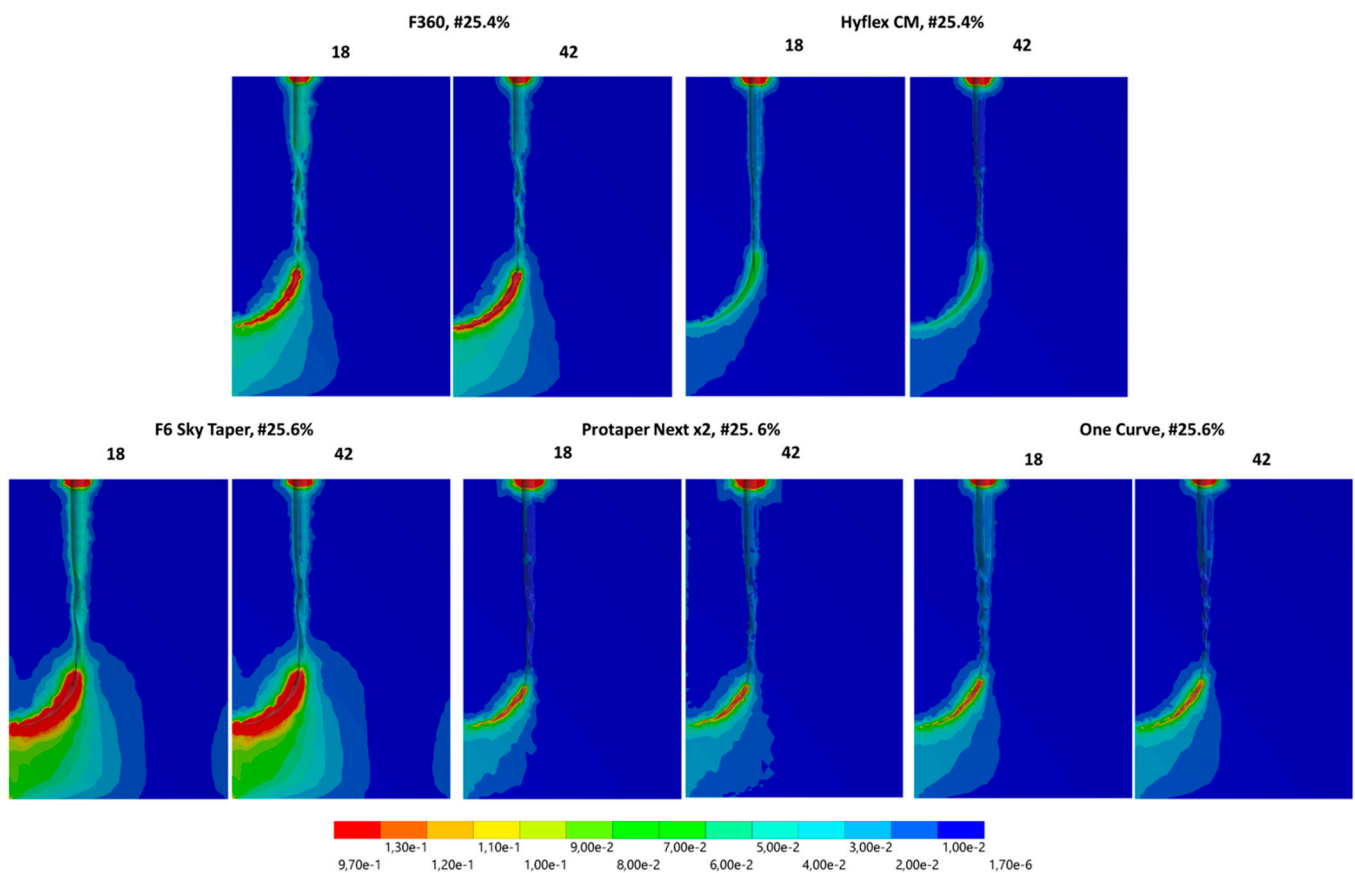 F360, #25.4%
Hyflex CM, #25.4%
18
42
18
42
F6 Sky Taper, #25.6%
Protaper Next x2, #25. 6%
One Curve, #25.6%
18
42
18
42
18
42
1,30e-1
1,10e-1
9,00e-2
7,00e-2
5,00e-2
3,00e-2
1,00e-2
9,70e-1
1,20e-1
1,00e-1
8,00e-2
6,00e-2
4,00e-2
2,00e-2
1,70e-6